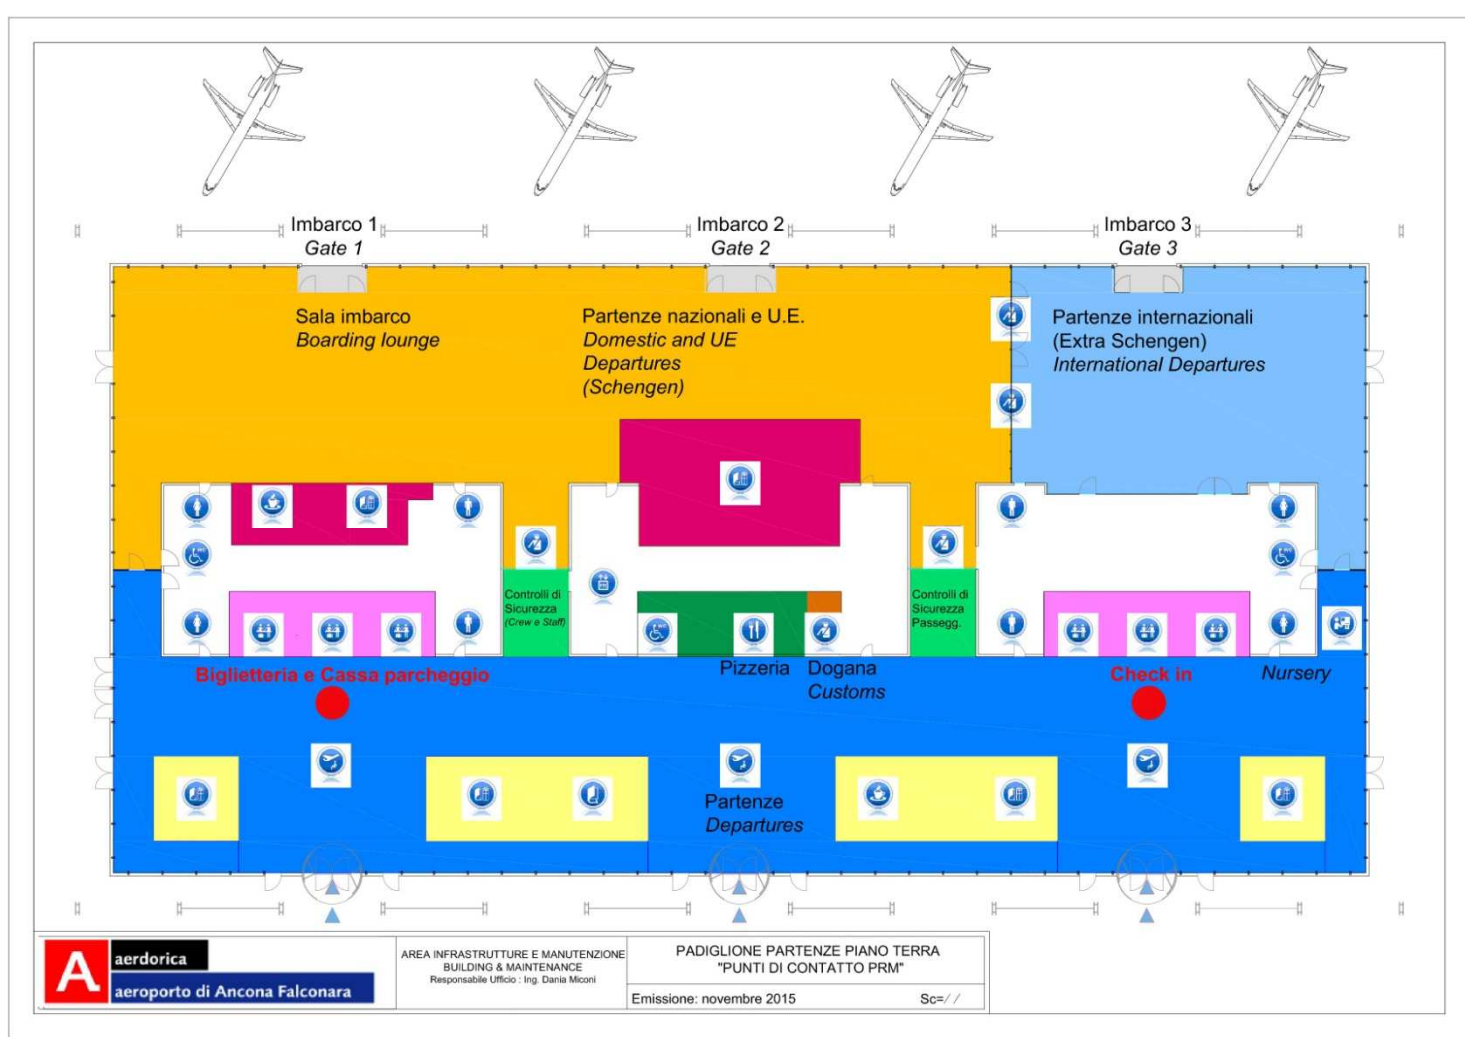 Imbarco 1
Gate 1
Imbarco 2
Gate 2
Imbarco 3
Gate 3
Sala imbarco
Boarding lounge
Partenze nazionali e U.E.
Domestic and UE
Departures
(Schengen)
Partenze internazionali
(Extra Schengen)
International Departures
Controlli di
Sicurezza
(Crew e Staff)
Controlli di
Sicurezza
Passegg.
Biglietteria e Cassa parcheggio
Pizzeria
Dogana
Customs
Check in
Nursery
Partenze
Departures
A
aerdorica
aeroporto di Ancona Falconara
AREA INFRASTRUTTURE E MANUTENZIONE
BUILDING & MAINTENANCE
Responsabile Ufficio : Ing. Dania Miconi
PADIGLIONE PARTENZE PIANO TERRA
"PUNTI DI CONTATTO PRM"
Emissione: novembre 2015
Sc=//